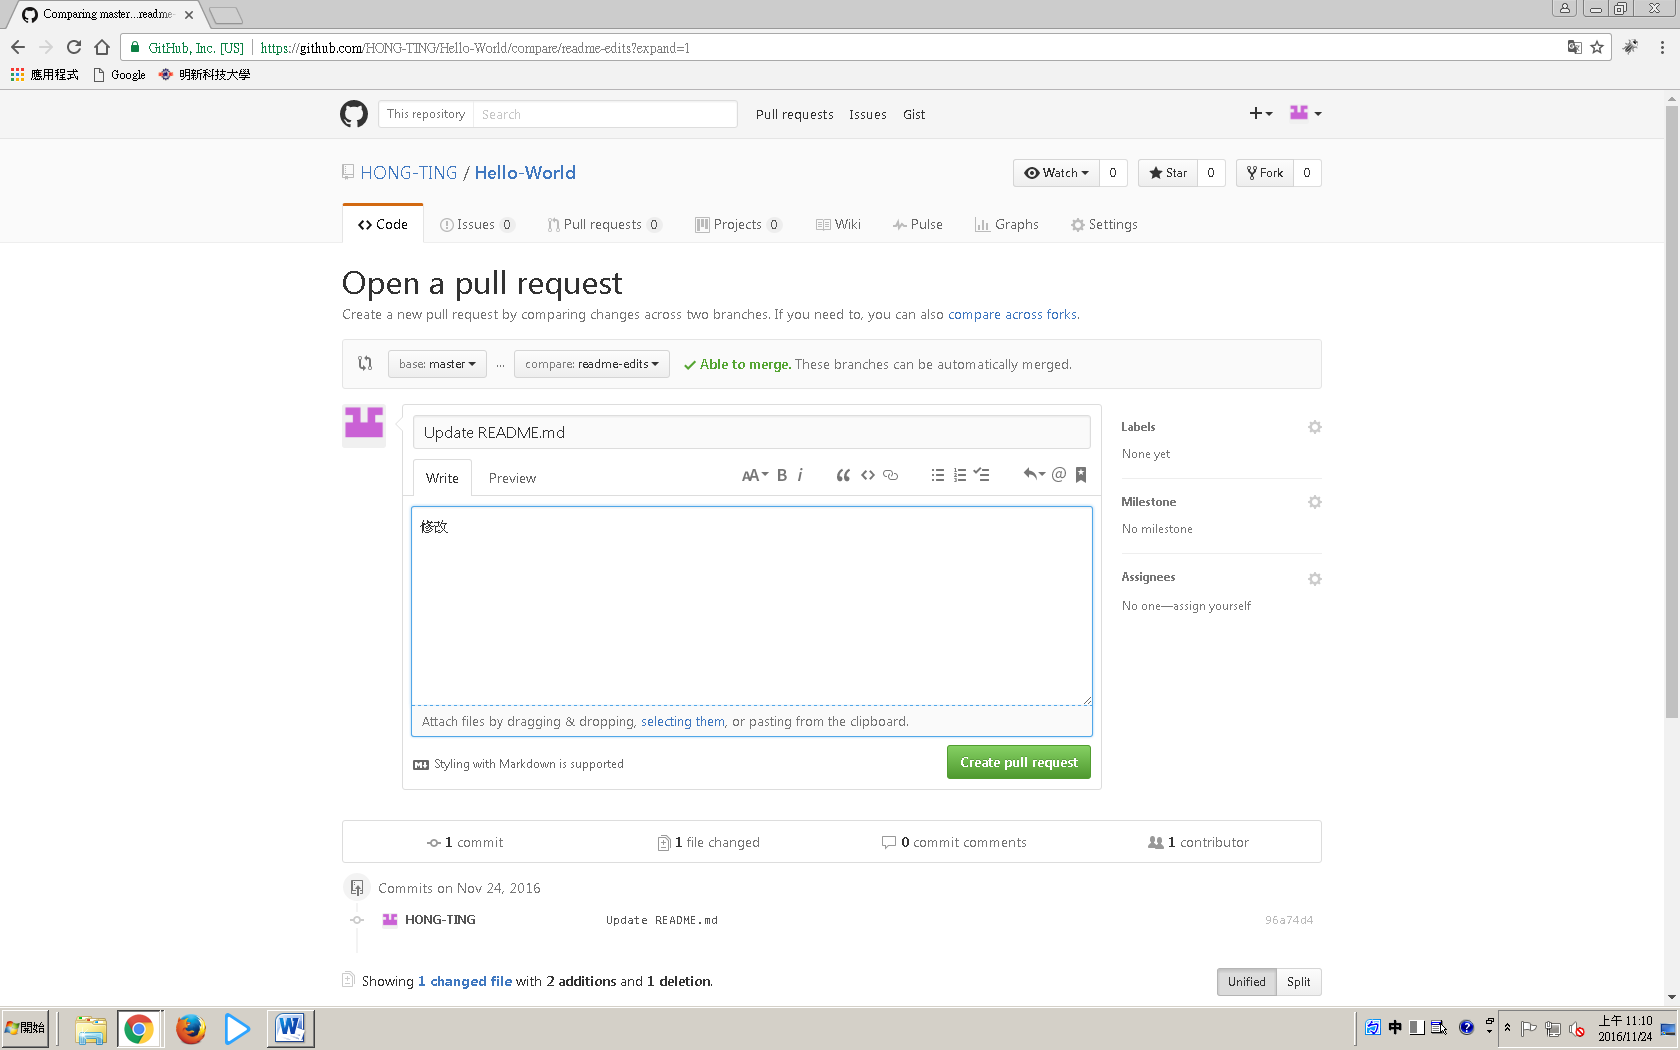 Comparing master...readme-
GitHub, Inc. [US] https://github.com/HONG-TING/Hello-World/compare/readme-edits?expand=1
應用程式 Google 明新科技大學
This repository Search Pull requests Issues Gist
HONG-TING / Hello-World Watch 0 Star 0 Fork 0
Code Issues 0 Pull requests 0 Projects 0 Wiki Pulse Graphs Settings
Open a pull request
Create a new pull request by comparing changes across two branches. If you need to, you can also compare across forks.
base: master ... compare: readme-edits Able to merge. These branches can be automatically merged.
Update README.md
Labels
None yet
Write Preview AA B i
Milestone
No milestone
修改
Assignees
No one—assign yourself
Attach files by dragging & dropping, selecting them, or pasting from the clipboard.
Styling with Markdown is supported Create pull request
1 commit 1 file changed 0 commit comments 1 contributor
Commits on Nov 24, 2016
HONG-TING Update README.md 96a74d4
Showing 1 changed file with 2 additions and 1 deletion. Unified Split
開始 中 上午 11:10
2016/11/24